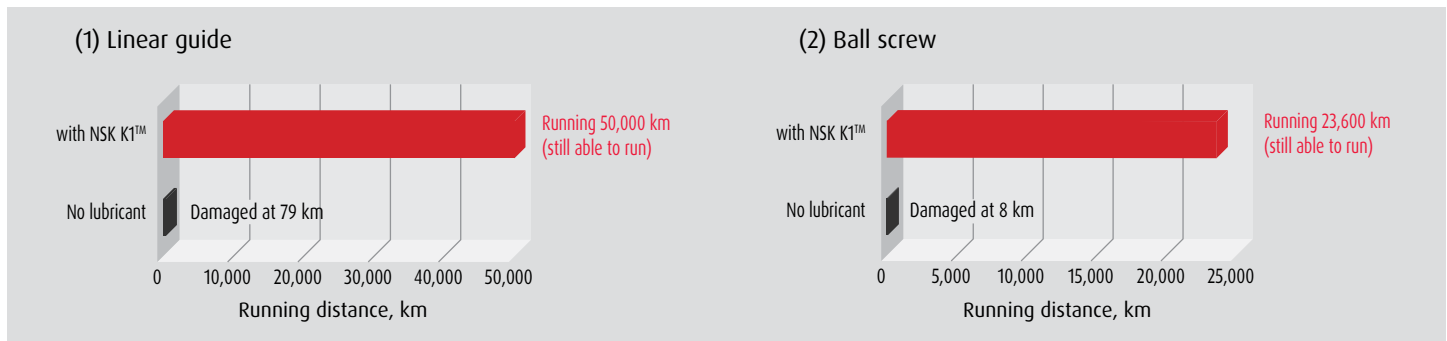 (1) Linear guide
with NSK K1™
Running 50,000 km
(still able to run)
No lubricant
Damaged at 79 km
0 10,000 20,000 30,000 40,000 50,000
Running distance, km
(2) Ball screw
with NSK K1™
Running 23,600 km
(still able to run)
No lubricant
Damaged at 8 km
0 5,000 10,000 15,000 20,000 25,000
Running distance, km